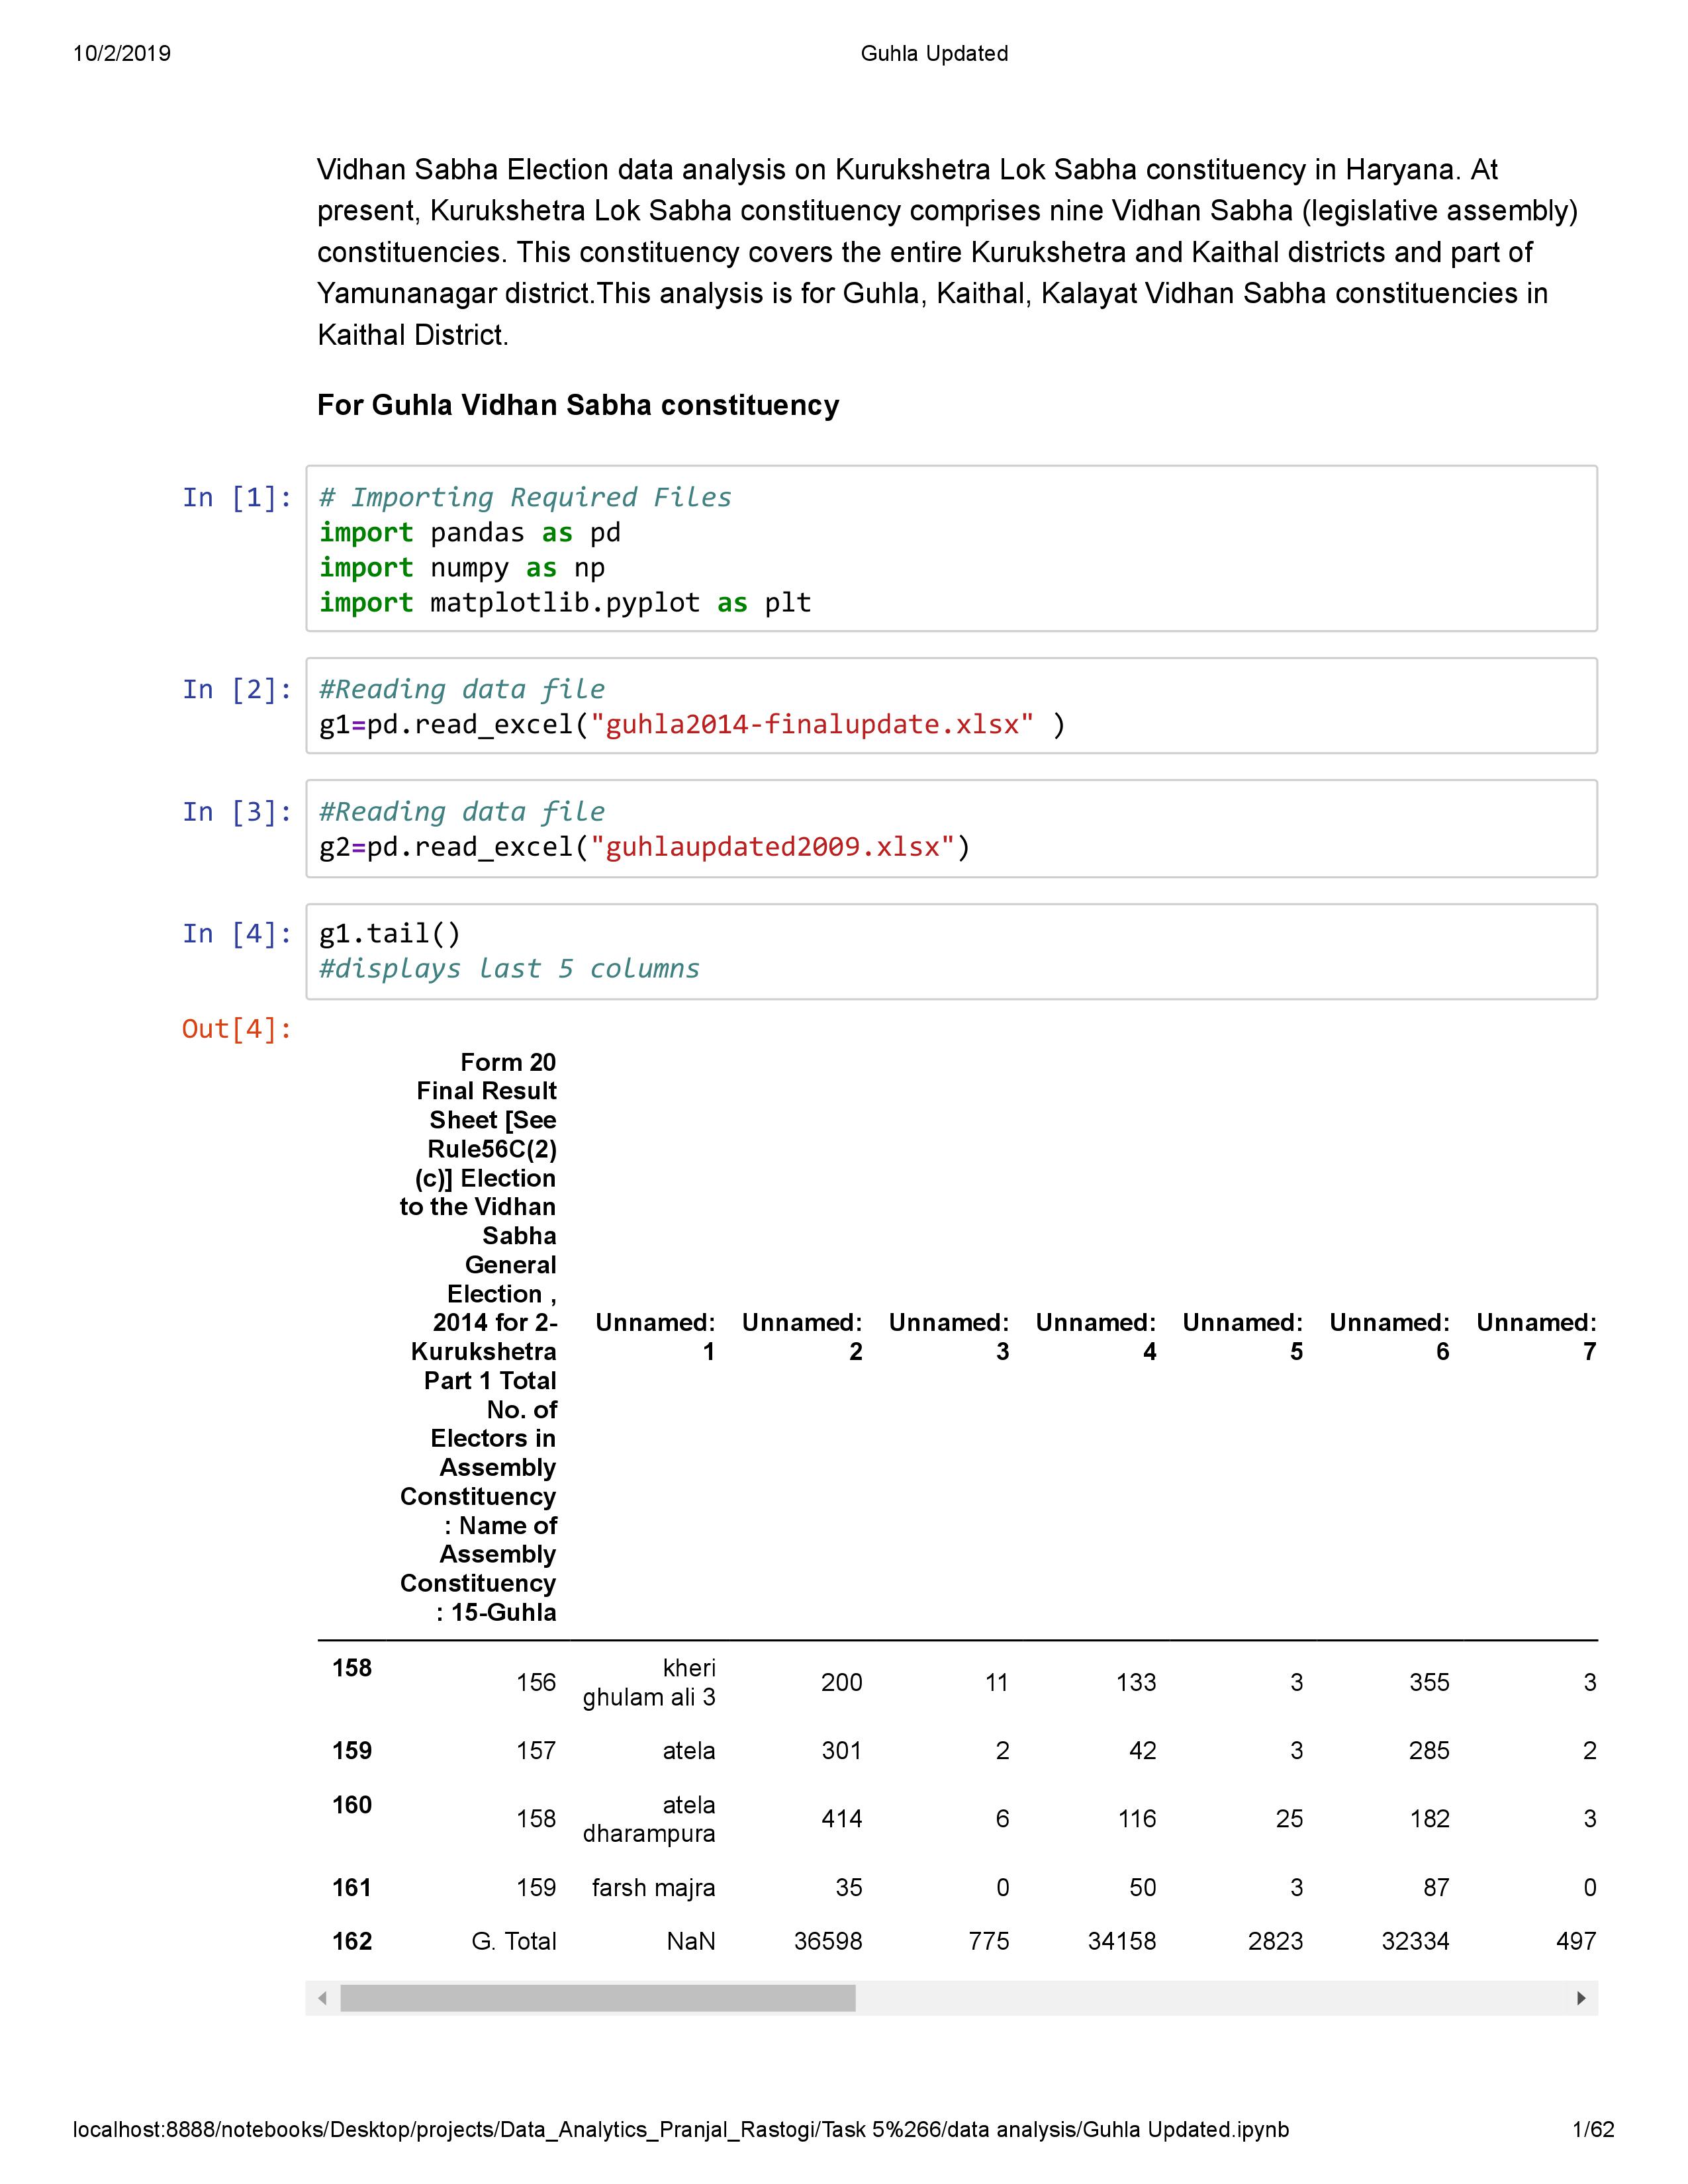 10/2/2019 Guhla Updated
Vidhan Sabha Election data analysis on Kurukshetra Lok Sabha constituency in Haryana. At
present, Kurukshetra Lok Sabha constituency comprises nine Vidhan Sabha (legislative assembly)
constituencies. This constituency covers the entire Kurukshetra and Kaithal districts and part of
Yamunanagar district.This analysis is for Guhla, Kaithal, Kalayat Vidhan Sabha constituencies in
Kaithal District.
For Guhla Vidhan Sabha constituency
In [1]: # Importing Required Files
import pandas as pd
import numpy as np
import matplotlib.pyplot as plt
In [2]: #Reading data file
g1=pd.read_excel("guhla2014-finalupdate.xlsx" )
In [3]: #Reading data file
g2=pd.read_excel("guhlaupdated2009.xlsx")
In [4]: g1.tail()
#displays last 5 columns
Out[4]:
Form 20
Final Result
Sheet [See
Rule56C(2)
(c)] Election
to the Vidhan
Sabha
General
Election ,
2014 for 2- Unnamed: Unnamed: Unnamed: Unnamed: Unnamed: Unnamed: Unnamed:
Kurukshetra 1 2 3 4 5 6 7
Part 1 Total
No. of
Electors in
Assembly
Constituency
: Name of
Assembly
Constituency
: 15-Guhla
158 156 kheri ghulam ali 3 200 11 133 3 355 3
159 157 atela 301 2 42 3 285 2
160 158 atela dharampura 414 6 116 25 182 3
161 159 farsh majra 35 0 50 3 87 0
162 G. Total NaN 36598 775 34158 2823 32334 497
localhost:8888/notebooks/Desktop/projects/Data_Analytics_Pranjal_Rastogi/Task 5%266/data analysis/Guhla Updated.ipynb 1/62